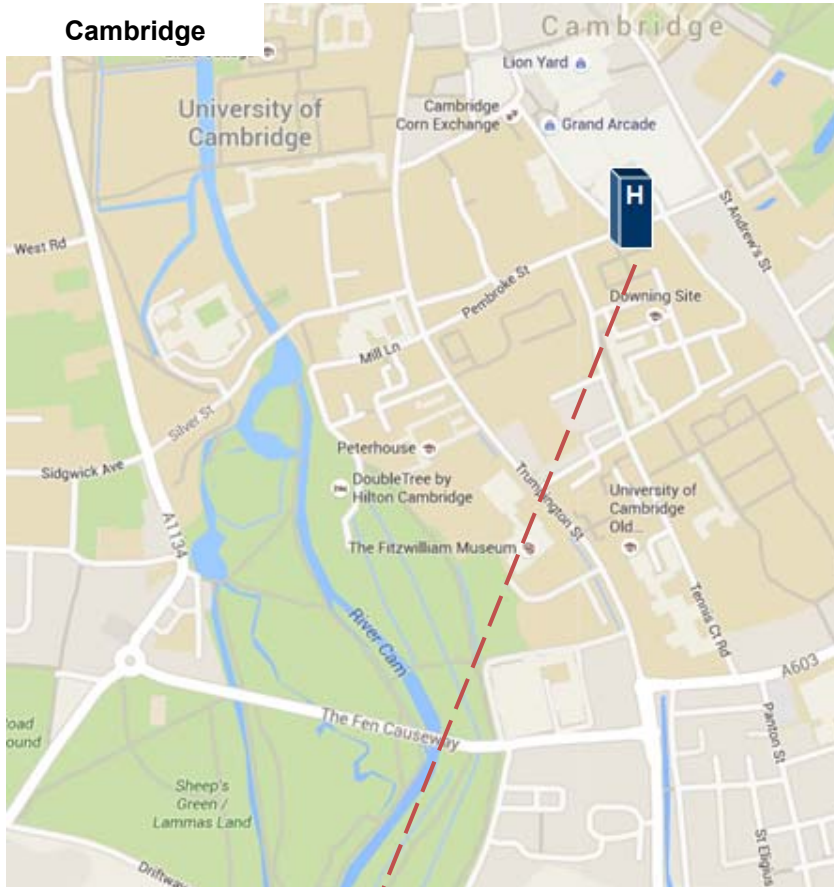 Cambridge
Cambridge
Lion Yard
University of
Cambridge
Cambridge
Corn Exchange
Grand Arcade
H
St Andrew's St
West Rd
Pembroke St
Downing Site
Mill Ln
Silver St
Peterhouse
Sidgwick Ave
DoubleTree by
Hilton Cambridge
Trumpington St
University of
Cambridge
Old...
A1134
The Fitzwilliam Museum
Tennis Ct Rd
River Cam
A603
The Fen Causeway
Panton St
oad
ound
Sheep's
Green /
Lammas Land
St Eligius
Driftway